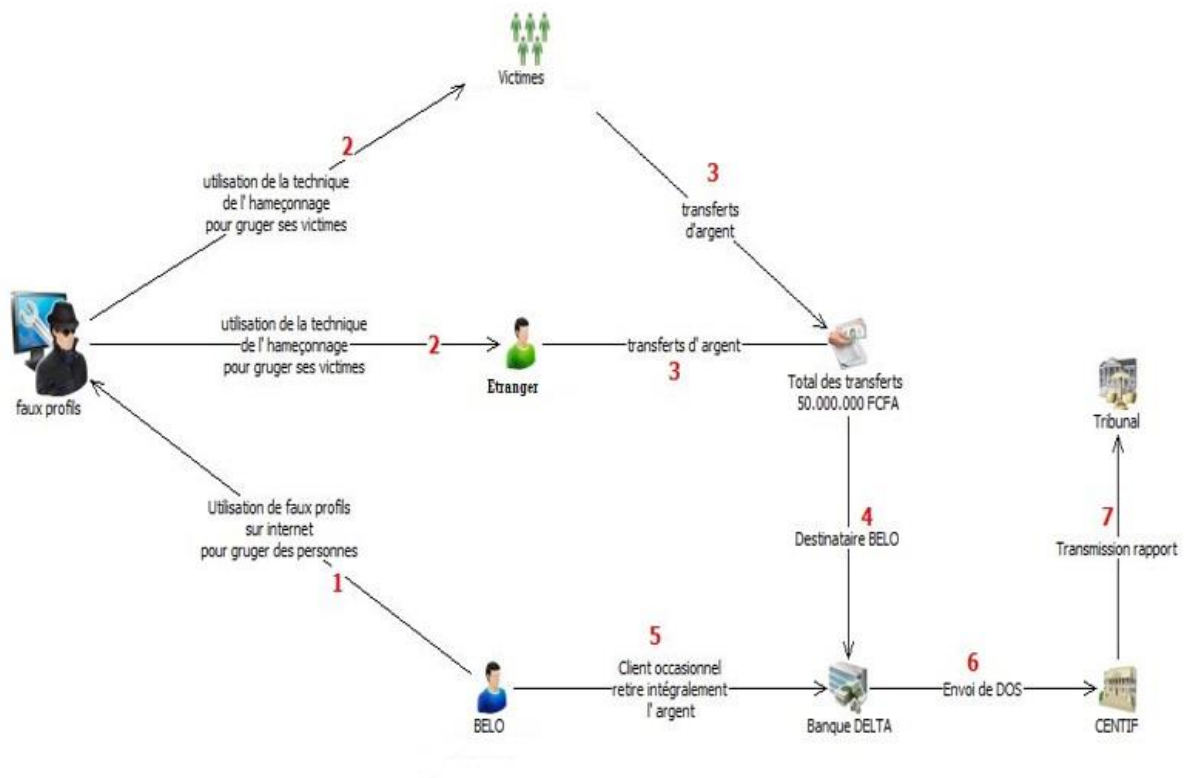 Victimes
2
utilisation de la technique
de l' hameçonnage
pour gruger ses victimes
3
transferts
d'argent
utilisation de la technique
de l' hameçonnage
pour gruger ses victimes
2
Etranger
transferts d' argent
3
Total des transferts
50.000.000 FCFA
faux profils
Tribunal
Utilisation de faux profils
sur internet
pour gruger des personnes
1
4
Destinataire BELO
7
Transmission rapport
5
Client occasionnel
retire intégralement
l' argent
6
Envoi de DOS
BELO
Banque DELTA
CENTIF